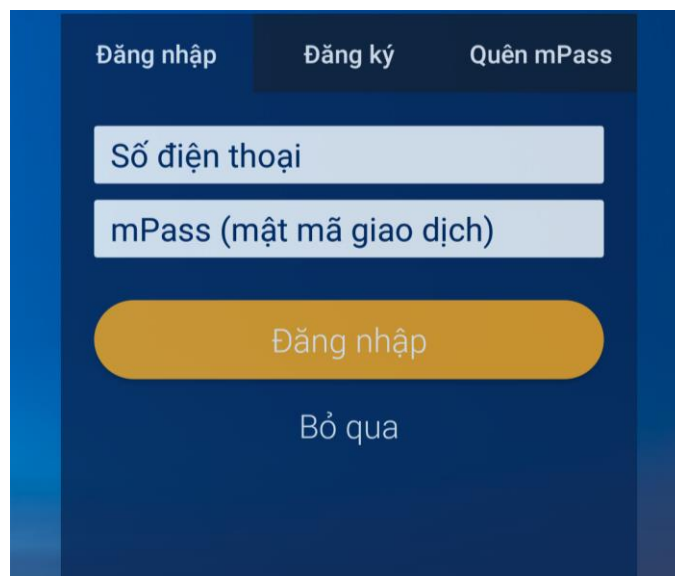 Đăng nhập Đăng ký Quên mPass
Số điện thoại
mPass (mật mã giao dịch)
Đăng nhập
Bỏ qua